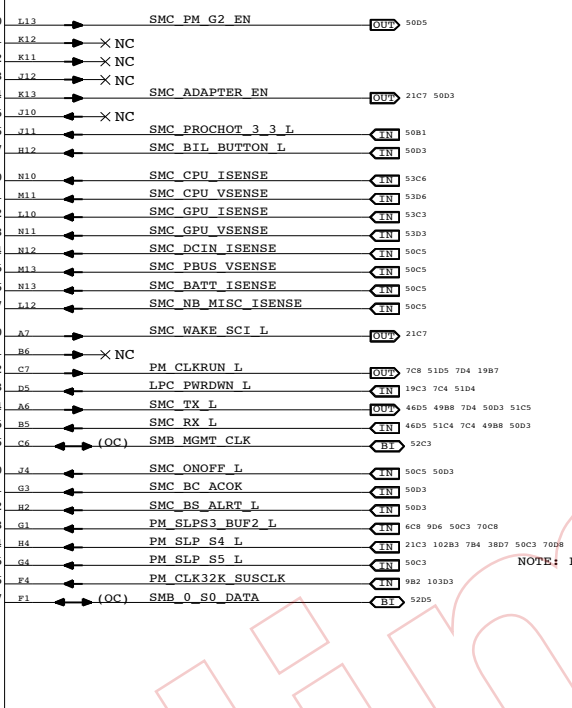 L13 SMC_PM_G2_EN OUT 50D5
K12 NC
K11 NC
J12 NC
K13 SMC_ADAPTER_EN OUT 21C7 50D3
J10 NC
J11 SMC_PROCHOT_3_3_L IN 50B1
H12 SMC_BIL_BUTTON_L IN 50D3
N10 SMC_CPU_ISENSE IN 53C6
M11 SMC_CPU_VSENSE IN 53D6
L10 SMC_GPU_ISENSE IN 53C3
N11 SMC_GPU_VSENSE IN 53D3
N12 SMC_DCIN_ISENSE IN 50C5
M13 SMC_PBUS_VSENSE IN 50C5
N13 SMC_BATT_ISENSE IN 50C5
L12 SMC_NB_MISC_ISENSE IN 50C5
A7 SMC_WAKE_SCI_L OUT 21C7
B6 NC
C7 PM_CLKRUN_L OUT 7C8 51D5 7D4 19B7
D5 LPC_PWRDWN_L IN 19C3 7C4 51D4
A6 SMC_TX_L OUT 46D5 49B8 7D4 50D3 51C5
B5 SMC_RX_L IN 46D5 51C4 7C4 49B8 50D3
C6 (OC) SMB_MGMT_CLK BI 52C3
J4 SMC_ONOFF_L IN 50C5 50D3
G3 SMC_BC_ACOK IN 50D3
H2 SMC_BS_ALRT_L IN 50D3
G1 PM_SLPS3_BUF2_L IN 6C8 9D6 50C3 70C8
H4 PM_SLP_S4_L IN 21C3 102B3 7B4 38D7 50C3 70D8
G4 PM_SLP_S5_L IN 50C3 NOTE:
F4 PM_CLK32K_SUSCLK IN 9B2 103D3
F1 (OC) SMB_0_S0_DATA BI 52D5